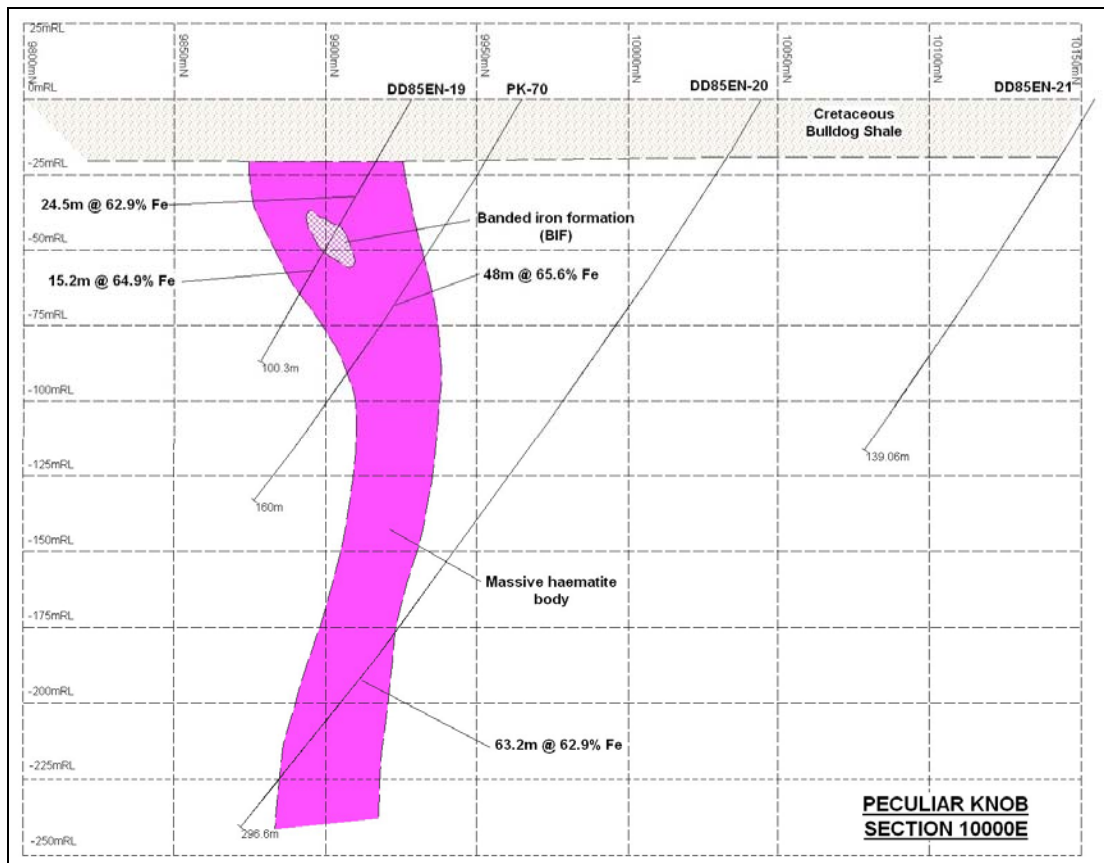 25mRL
9800mN
9850mN
9900mN
9950mN
10000mN
10050mN
10100mN
10150mN
0mRL
DD85EN-19
PK-70
DD85EN-20
DD85EN-21
Cretaceous
Bulldog Shale
-25mRL
24.5m @ 62.9% Fe
Banded iron formation
(BIF)
-50mRL
15.2m @ 64.9% Fe
48m @ 65.6% Fe
-75mRL
100.3m
-100mRL
-125mRL
139.06m
160m
-150mRL
Massive haematite
body
-175mRL
-200mRL
63.2m @ 62.9% Fe
-225mRL
PECULIAR KNOB
SECTION 10000E
296.6m
-250mRL